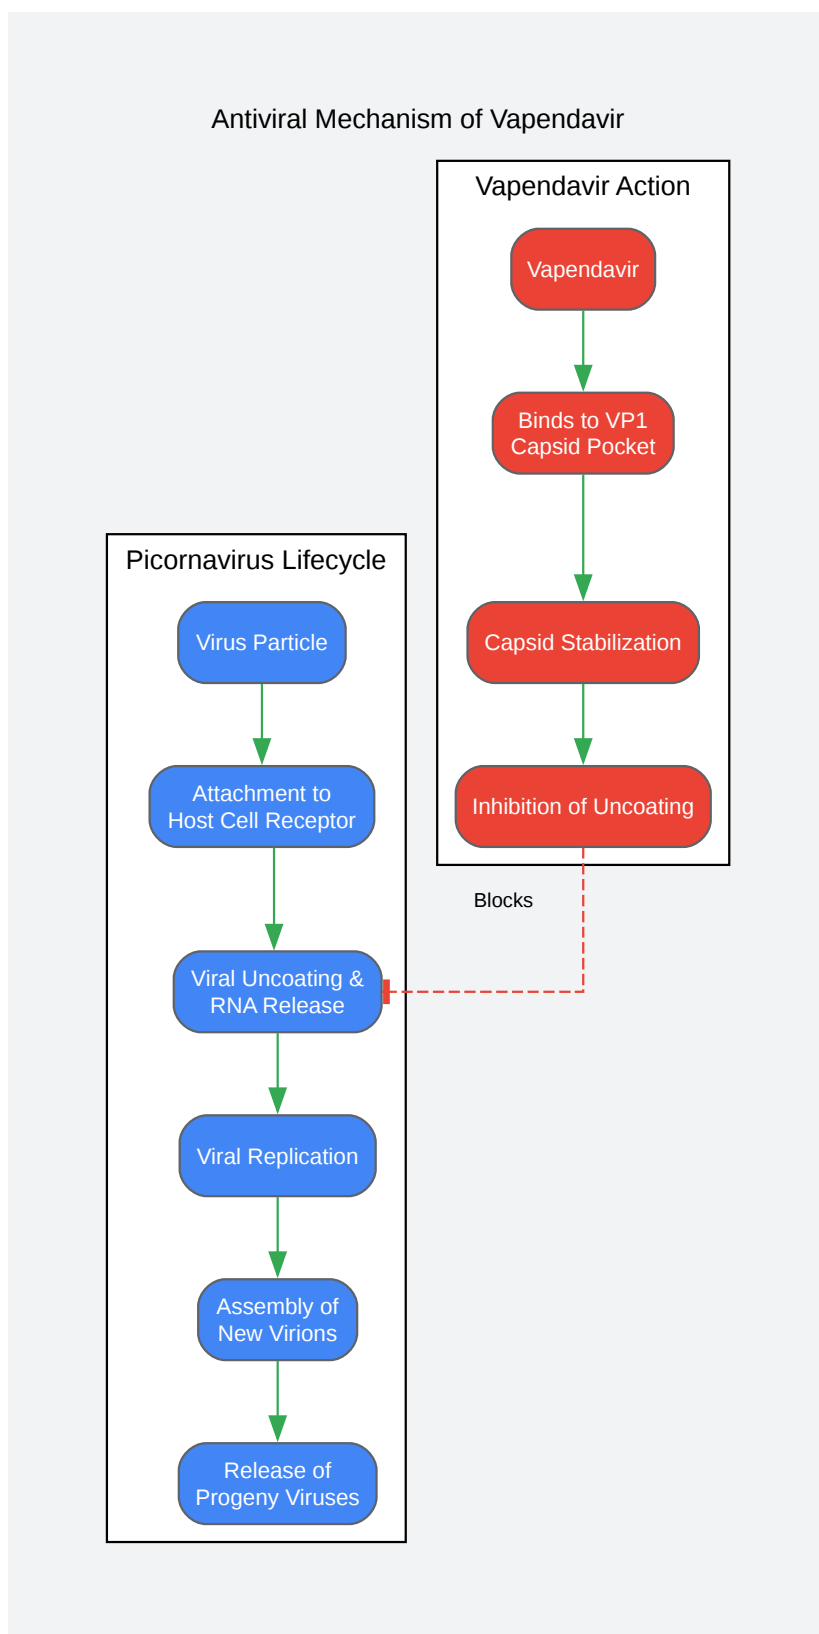 Antiviral Mechanism of Vapendavir
Vapendavir Action
Vapendavir
Binds to VP1
Capsid Pocket
Capsid Stabilization
Inhibition of Uncoating
Blocks
Picornavirus Lifecycle
Virus Particle
Attachment to
Host Cell Receptor
Viral Uncoating &
RNA Release
Viral Replication
Assembly of
New Virions
Release of
Progeny Viruses